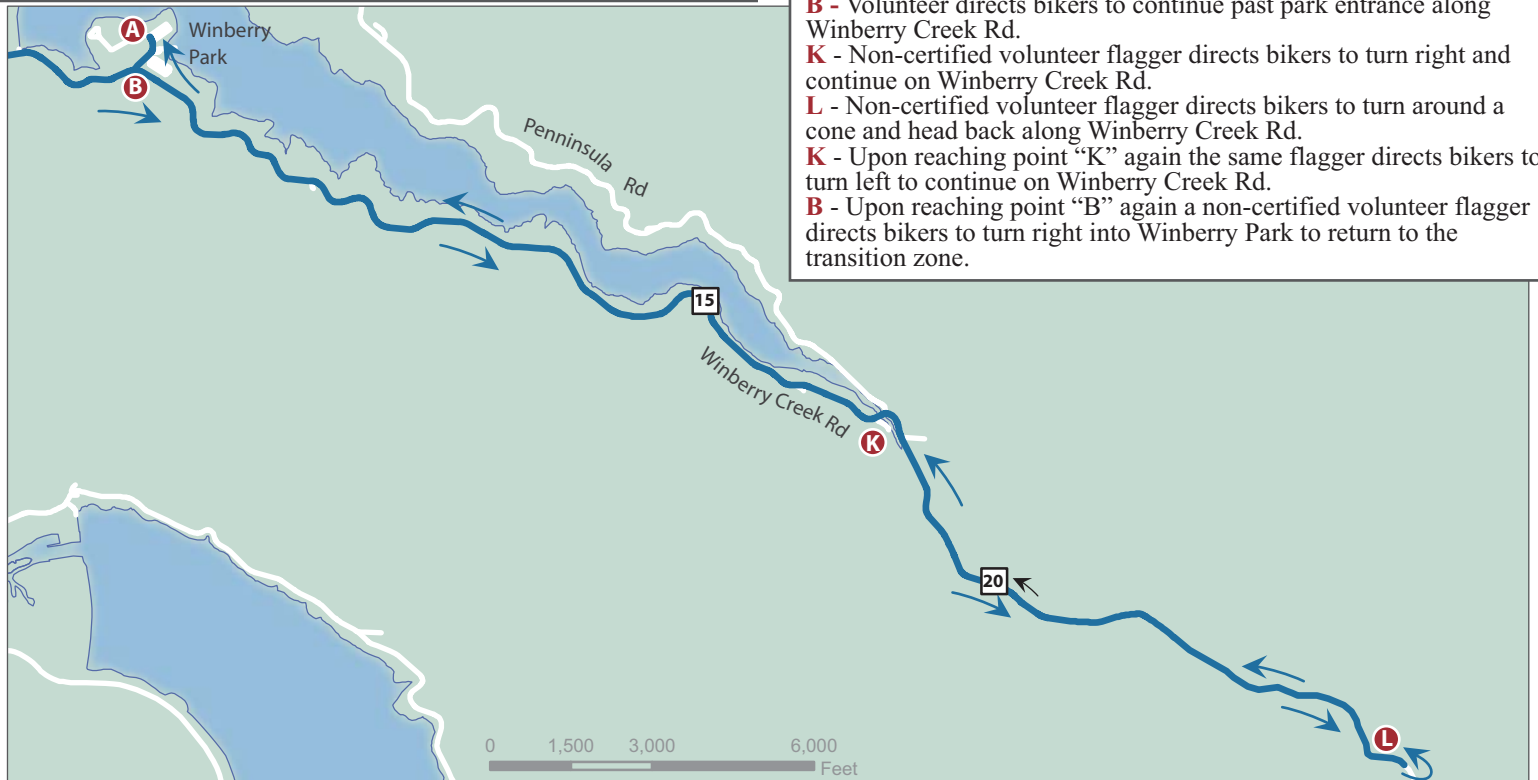 B - Volunteer directs bikers to continue past park entrance along
Winberry Creek Rd.
K - Non-certified volunteer flagger directs bikers to turn right and
continue on Winberry Creek Rd.
L - Non-certified volunteer flagger directs bikers to turn around a
cone and head back along Winberry Creek Rd.
K - Upon reaching point “K” again the same flagger directs bikers to
turn left to continue on Winberry Creek Rd.
B - Upon reaching point “B” again a non-certified volunteer flagger
directs bikers to turn right into Winberry Park to return to the
transition zone.
A
Winberry
Park
B
Penninsula
Rd
15
Winberry Creek Rd
K
20
L
0 1,500 3,000 6,000
Feet